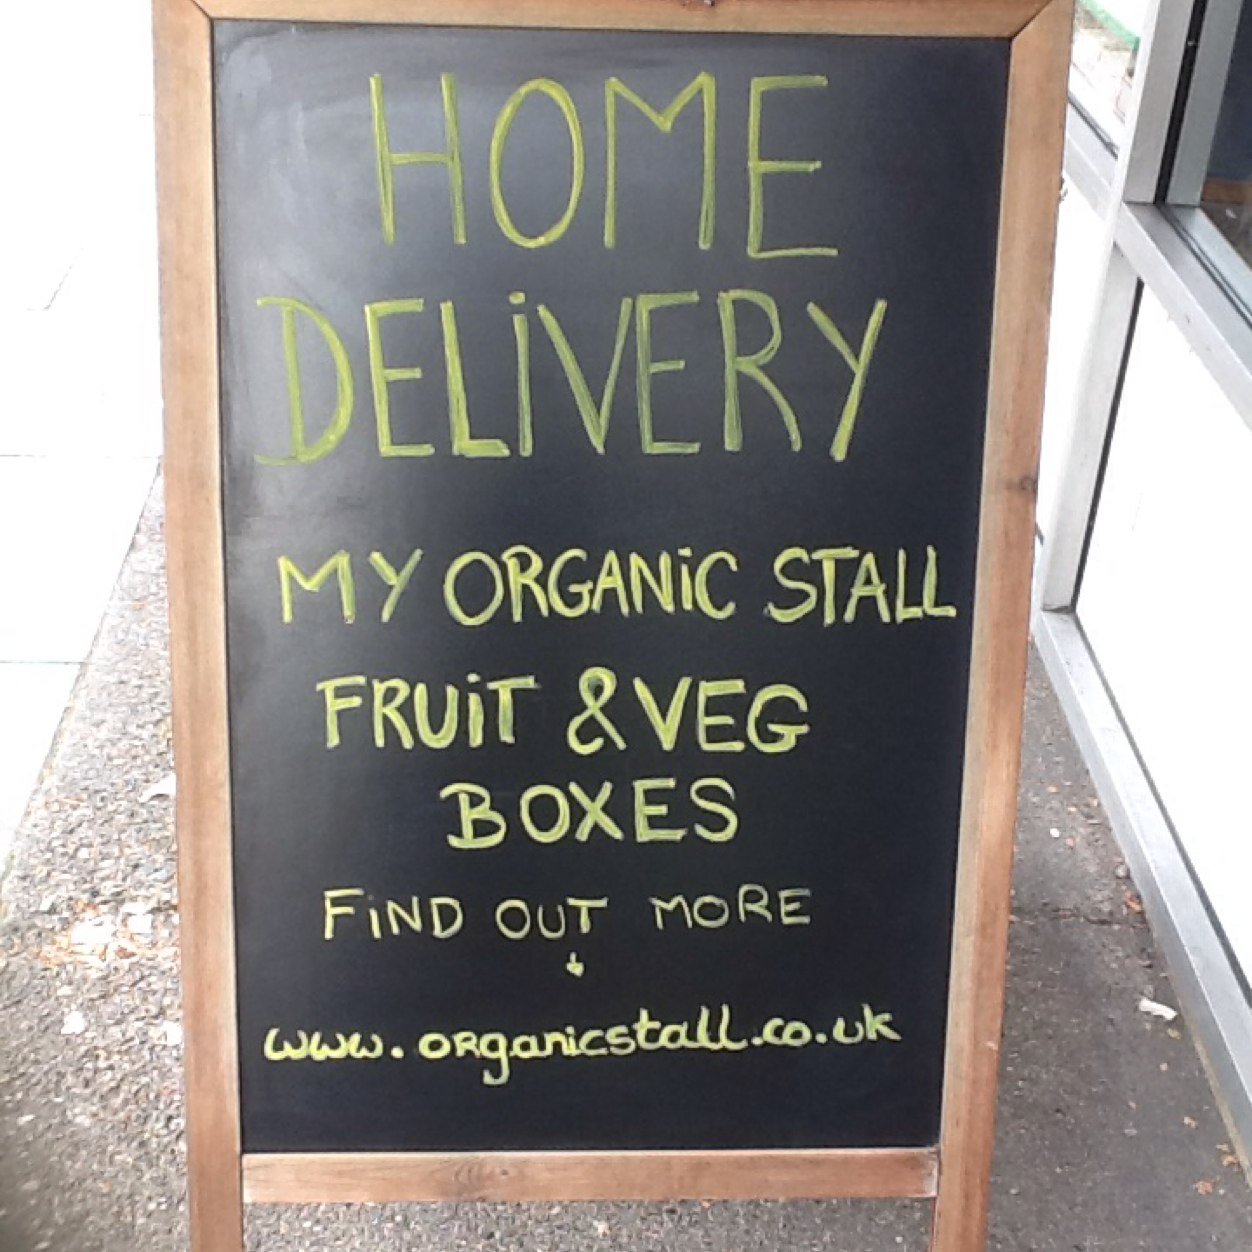 HOME
DELiVERY
MY ORGANiC STALL
FRUiT & VEG
BOXES
FiND OUT MORE
www.organicstall.co.uk